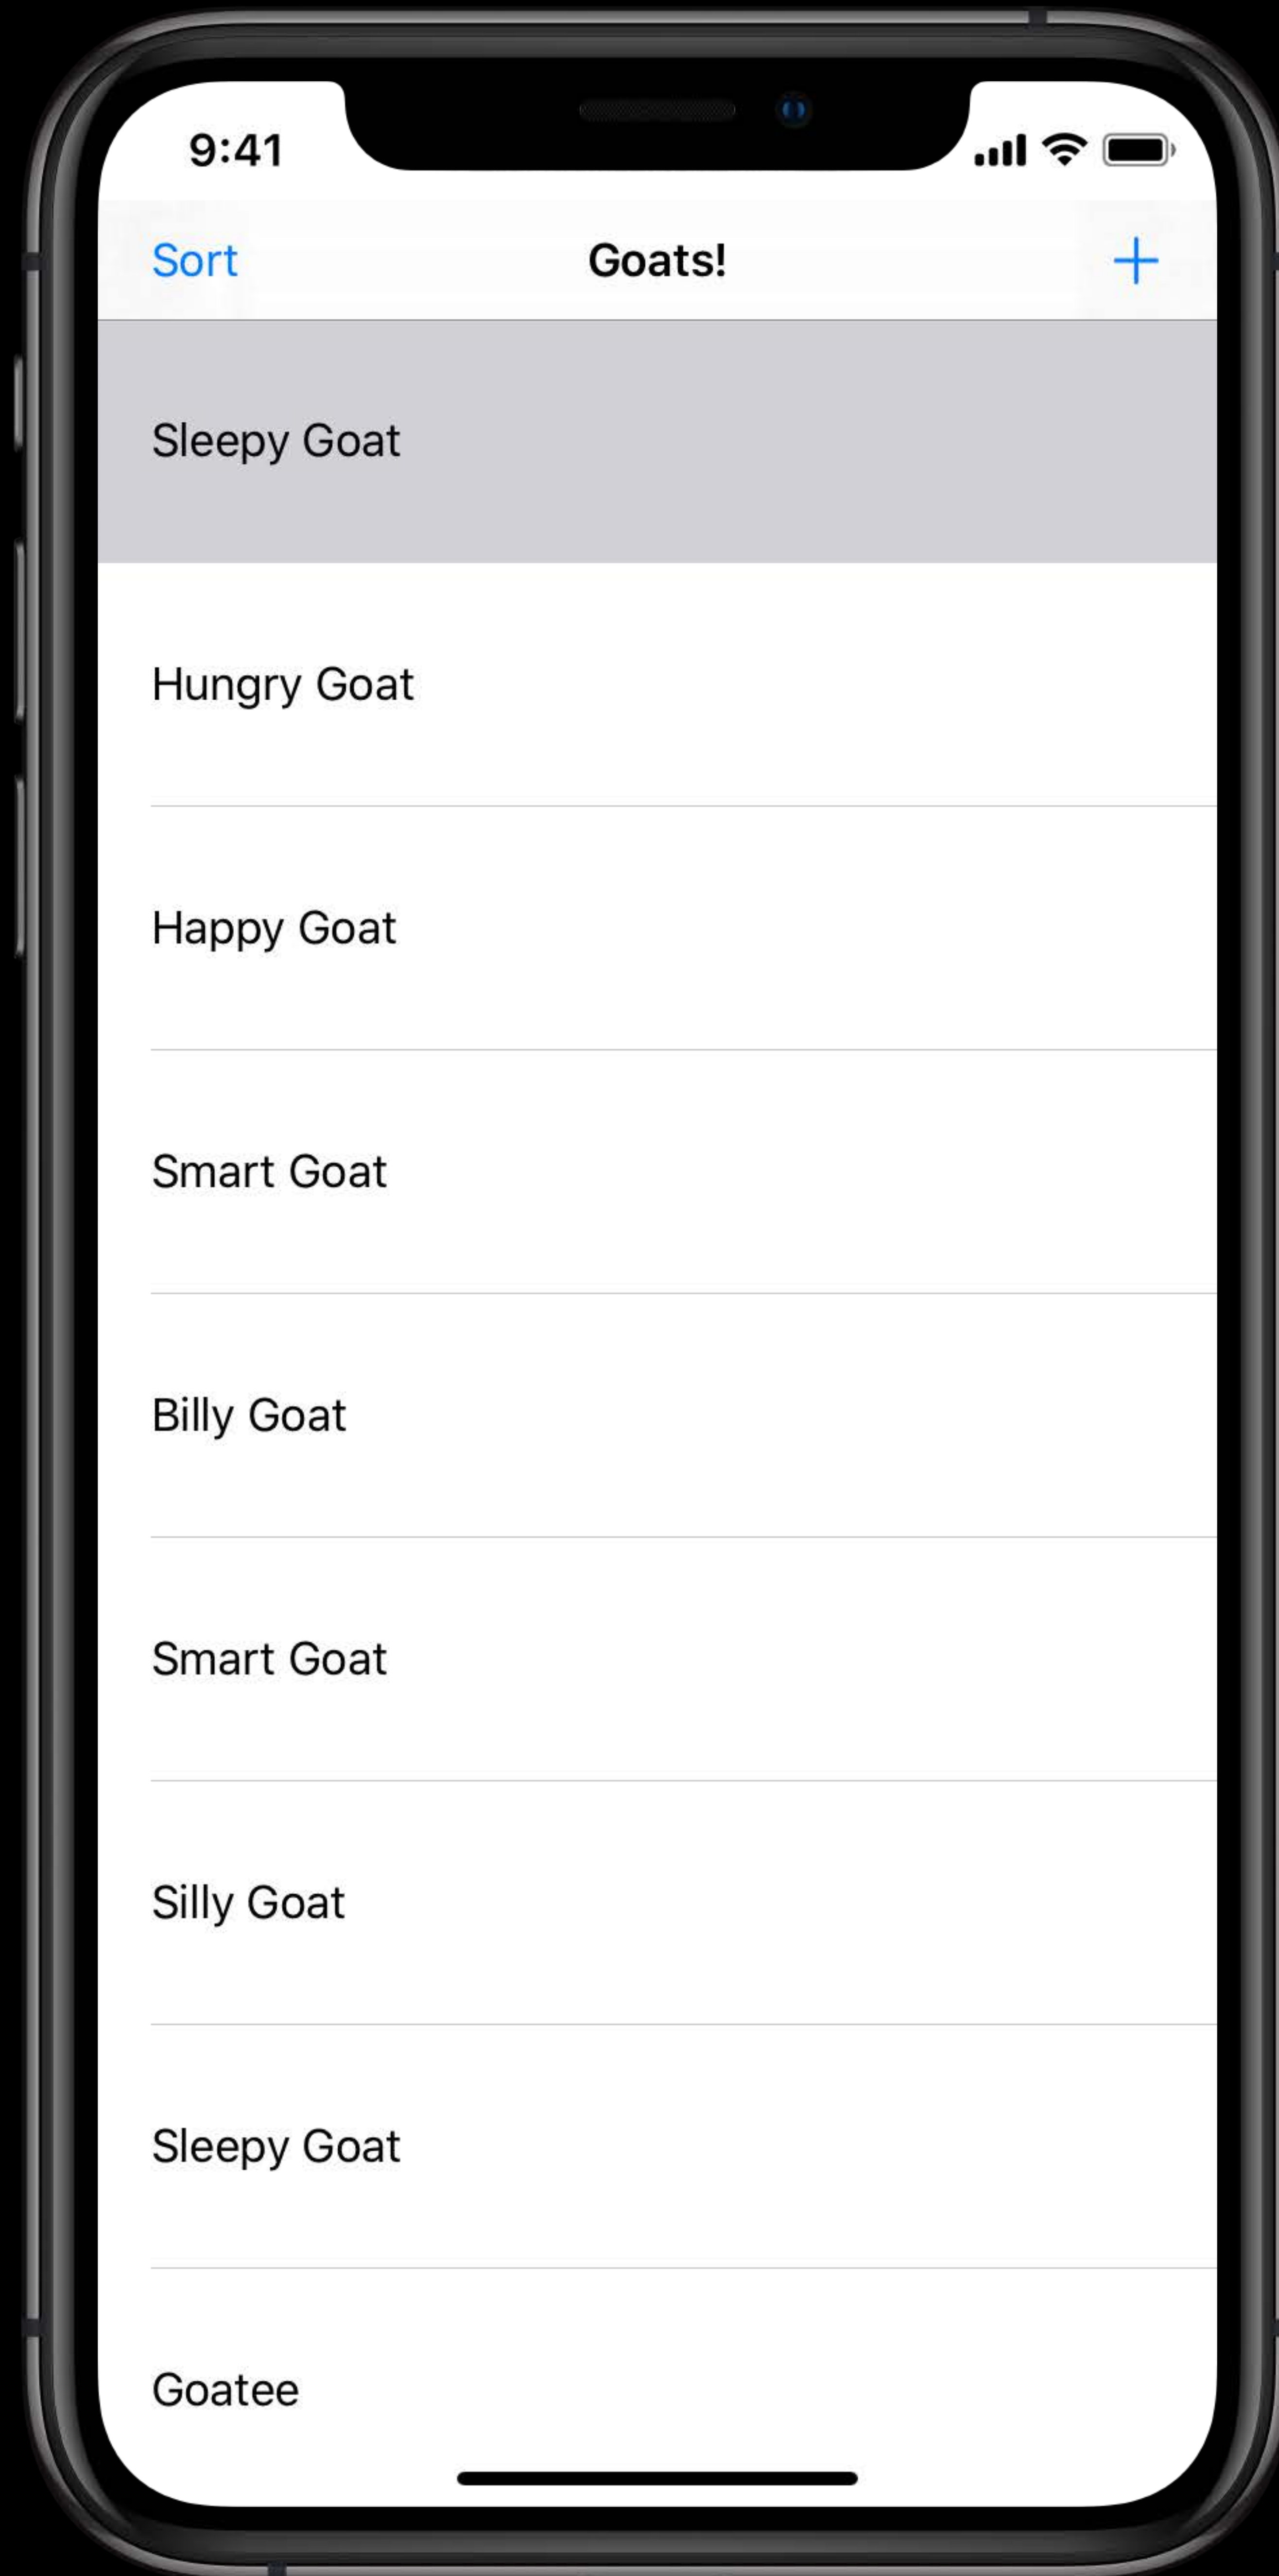 9:41
Sort Goats! +
Sleepy Goat
Hungry Goat
Happy Goat
Smart Goat
Billy Goat
Smart Goat
Silly Goat
Sleepy Goat
Goatee